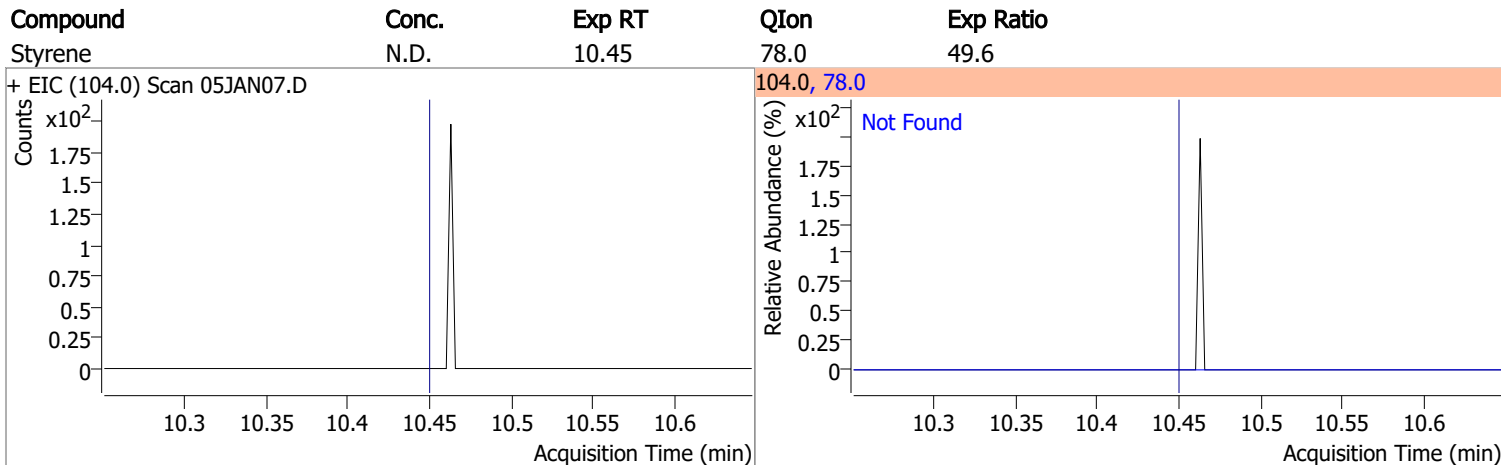 Compound Conc. Exp RT QIon Exp Ratio
Styrene N.D. 10.45 78.0 49.6
+ EIC (104.0) Scan 05JAN07.D
Counts
x10²
1.75
1.5
1.25
1
0.75
0.5
0.25
0
10.3 10.35 10.4 10.45 10.5 10.55 10.6
Acquisition Time (min)
104.0, 78.0
Relative Abundance (%)
x10²
Not Found
1.75
1.5
1.25
1
0.75
0.5
0.25
0
10.3 10.35 10.4 10.45 10.5 10.55 10.6
Acquisition Time (min)